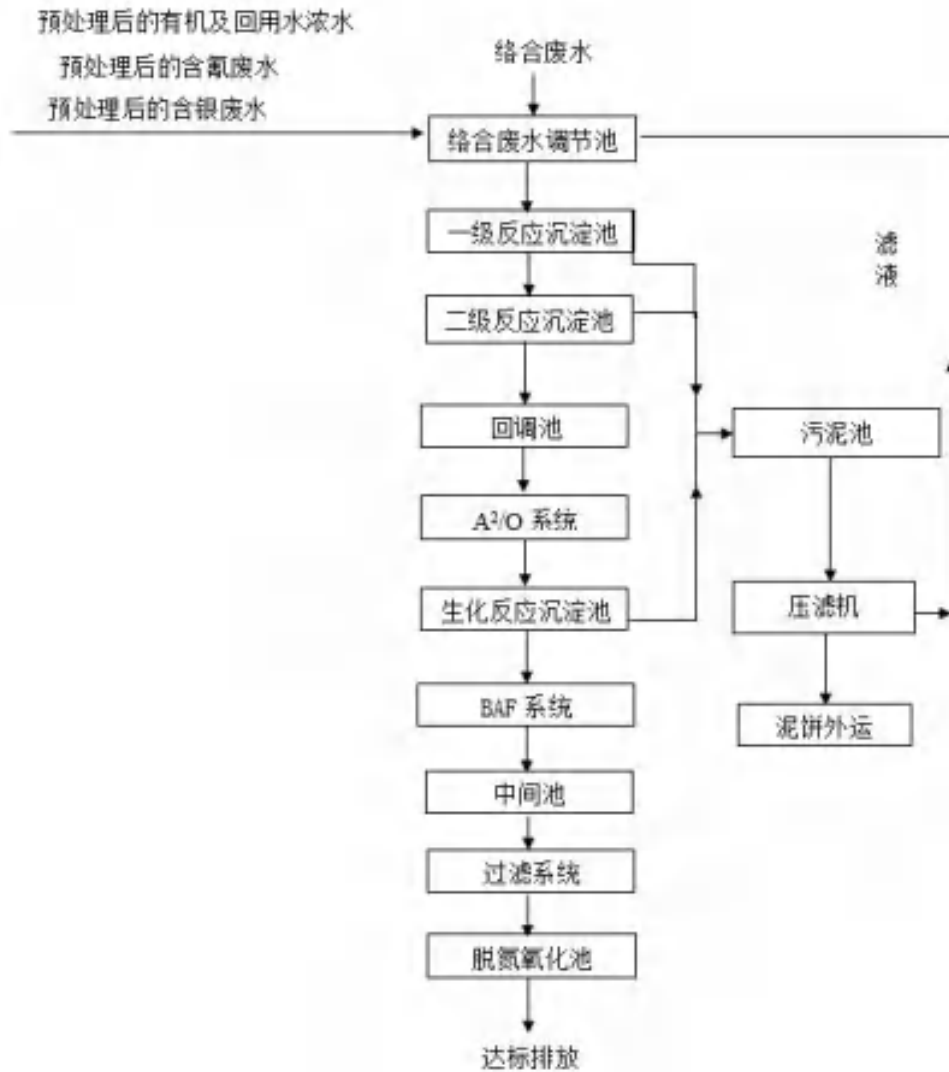 预处理后的有机及回用水浓水
预处理后的含氰废水
预处理后的含银废水
络合废水
络合废水调节池
一级反应沉淀池
滤
液
二级反应沉淀池
回调池
污泥池
A²/O 系统
生化反应沉淀池
压滤机
BAF 系统
泥饼外运
中间池
过滤系统
脱氮氧化池
达标排放